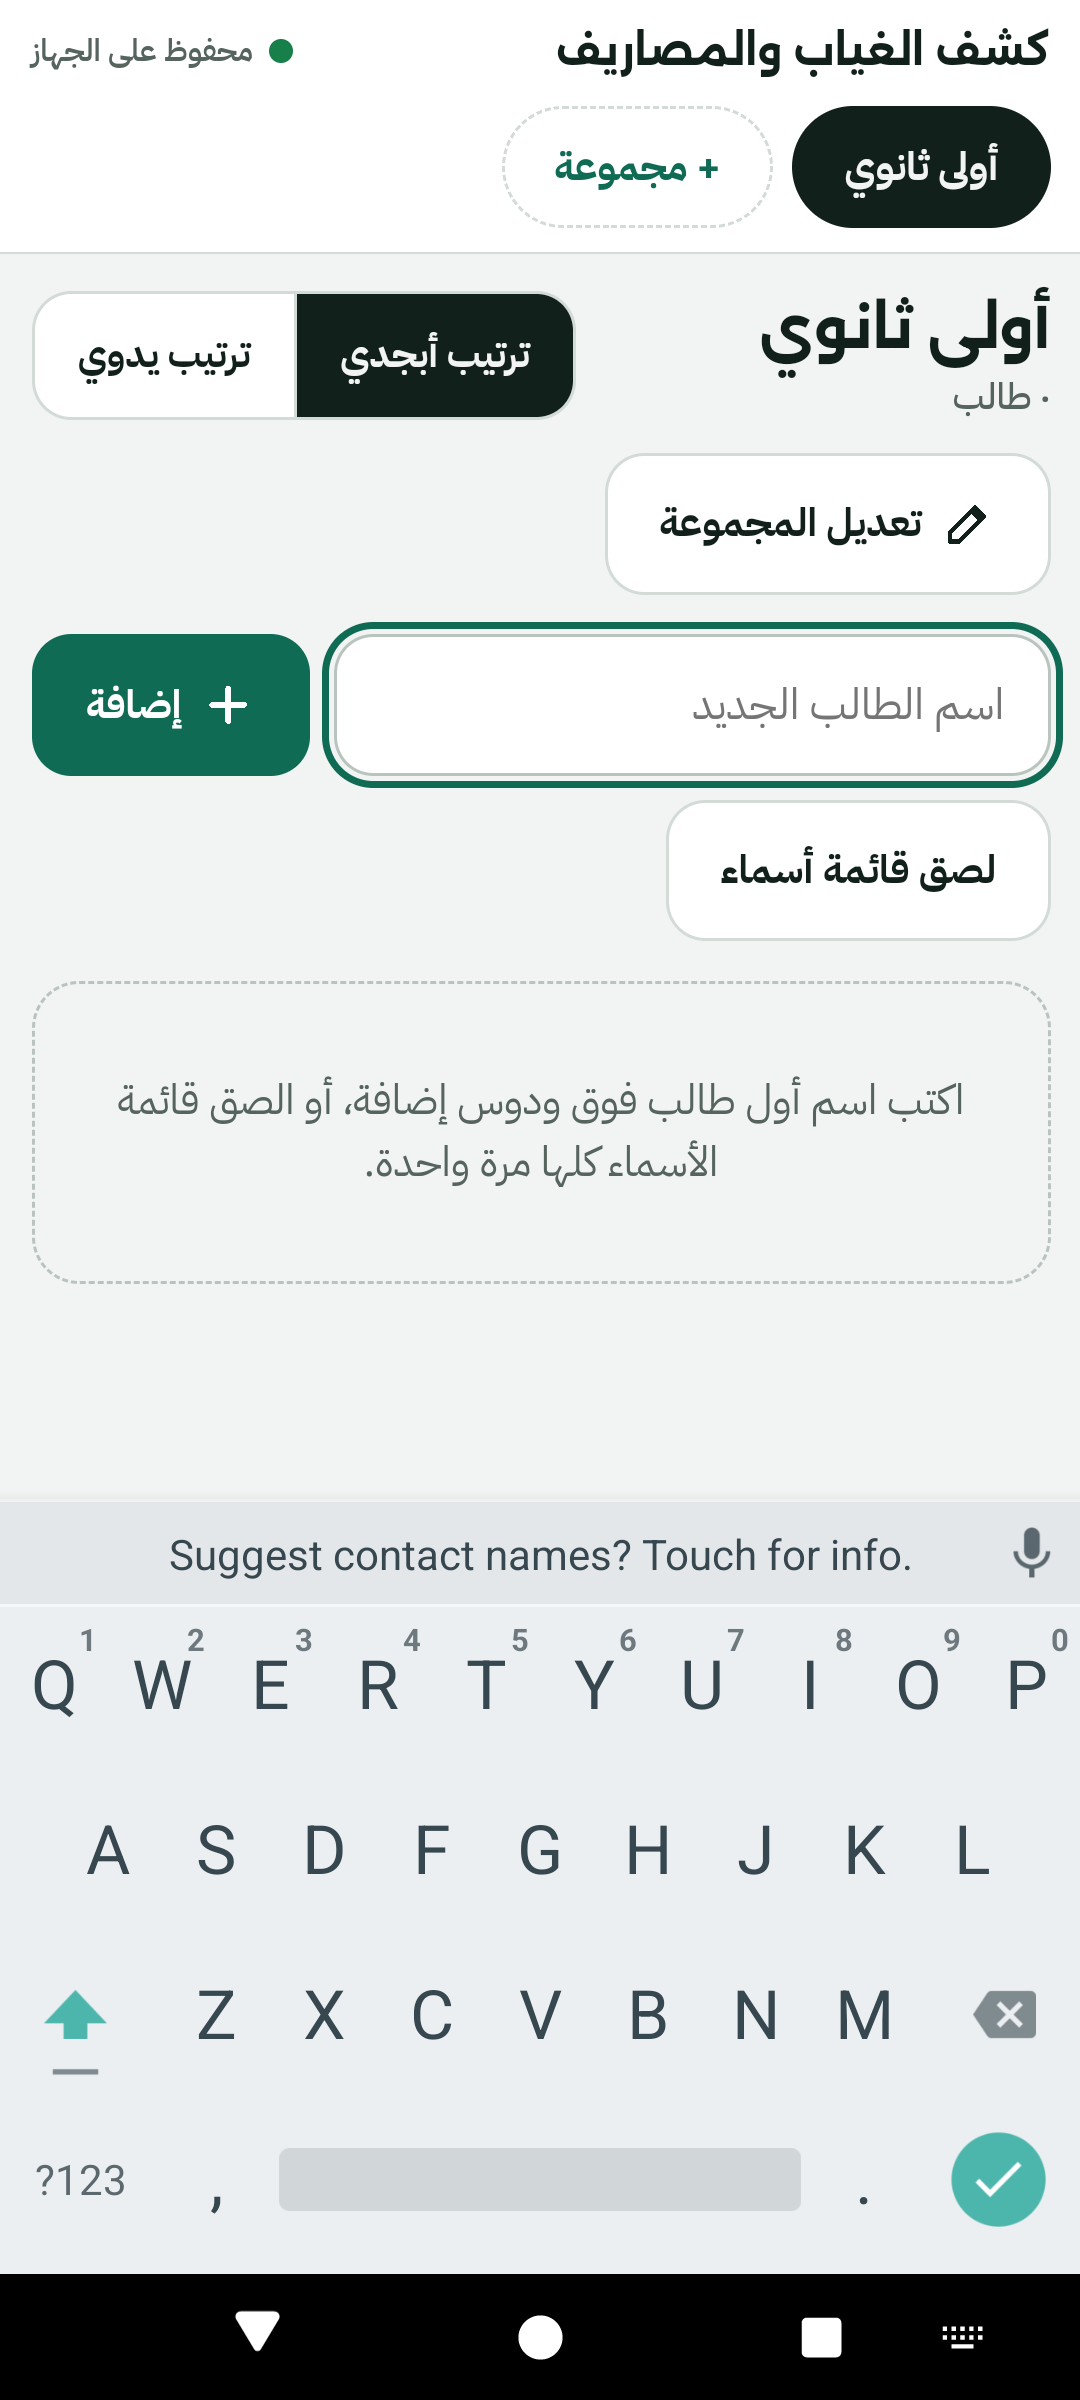 كشف الغياب والمصاريف
محفوظ على الجهاز
أولى ثانوي
+ مجموعة
أولى ثانوي
٠ طالب
ترتيب أبجدي
ترتيب يدوي
تعديل المجموعة
اسم الطالب الجديد
إضافة
لصق قائمة أسماء
اكتب اسم أول طالب فوق ودوس إضافة، أو الصق قائمة
الأسماء كلها مرة واحدة.
Suggest contact names? Touch for info.
1 2 3 4 5 6 7 8 9 0
Q W E R T Y U I O P
A S D F G H J K L
Z X C V B N M
?123 , .